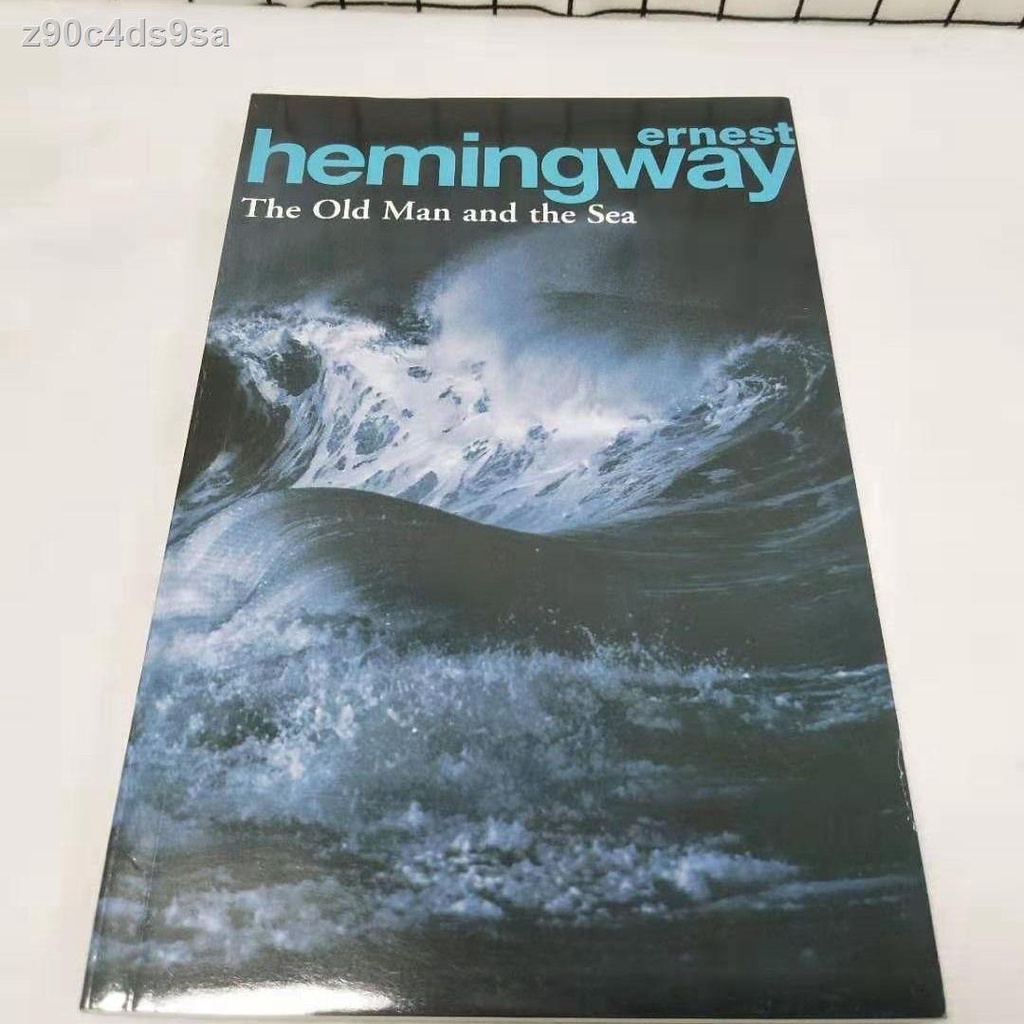 z90c4ds9sa
ernest
hemingway
The Old Man and the Sea